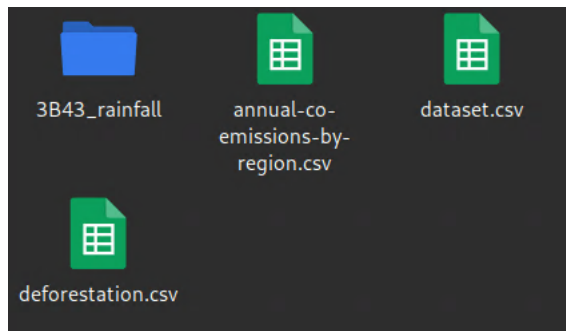 3B43_rainfall
annual-co-
emissions-by-
region.csv
dataset.csv
deforestation.csv